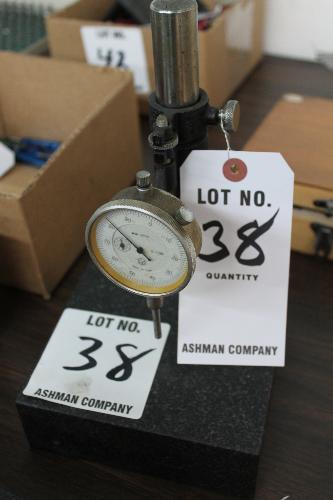 LOT NO.
42
LOT NO.
38
QUANTITY
ASHMAN COMPANY
LOT NO.
38
ASHMAN COMPANY